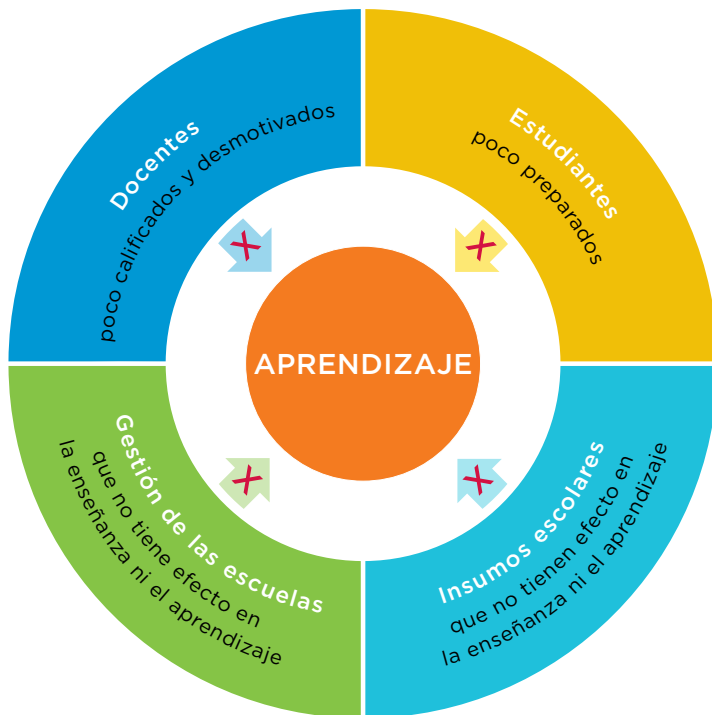 Docentes
poco calificados y desmotivados
Estudiantes
poco preparados
APRENDIZAJE
Gestión de las escuelas
que no tiene efecto en
la enseñanza ni el aprendizaje
Insumos escolares
que no tienen efecto en
la enseñanza ni el aprendizaje